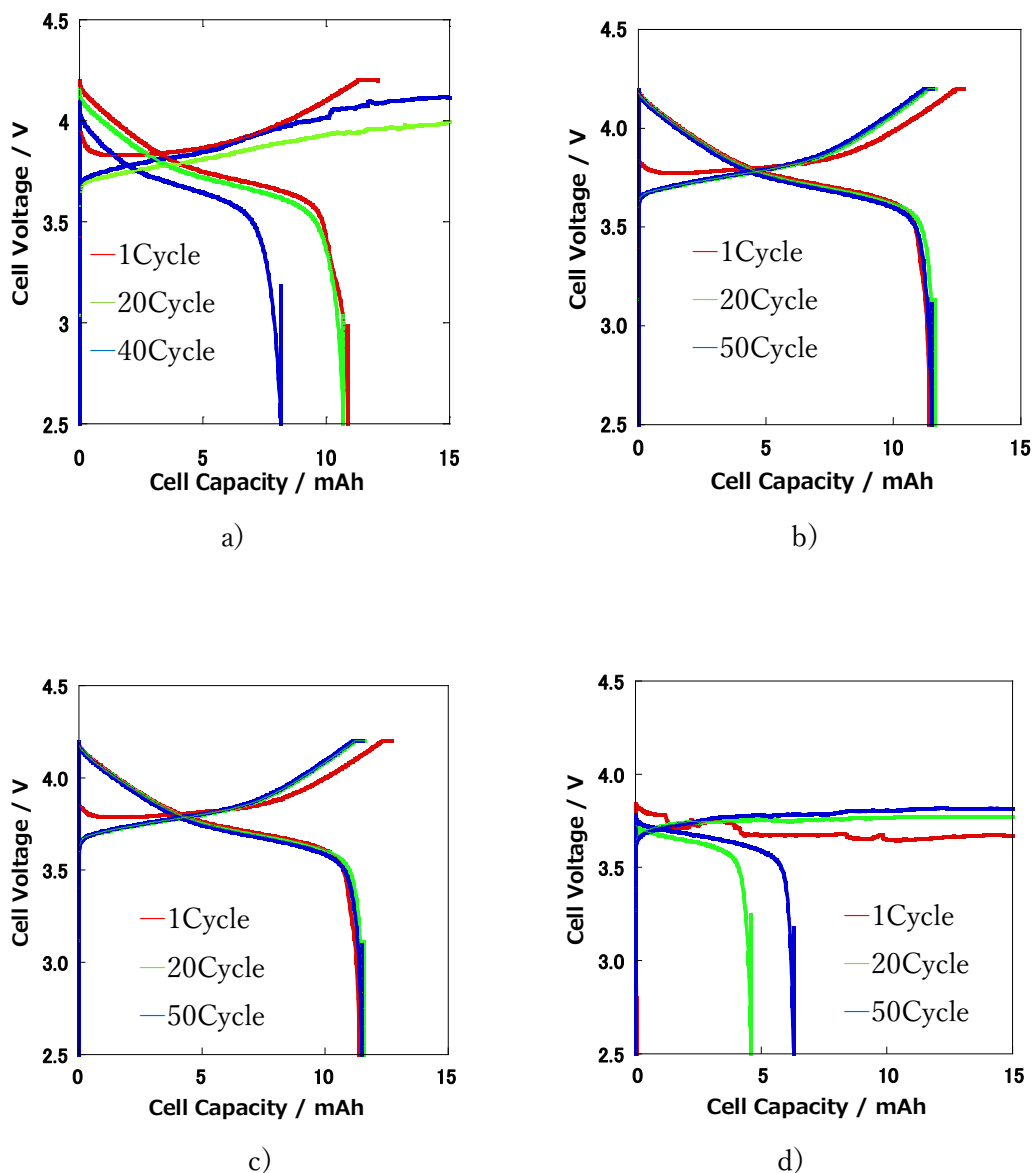 4.5
4
3.5
3
2.5
Cell Voltage / V
1Cycle
20Cycle
40Cycle
0 5 10 15
Cell Capacity / mAh
a)
4.5
4.0
3.5
3.0
2.5
Cell Voltage / V
1Cycle
20Cycle
50Cycle
0 5 10 15
Cell Capacity / mAh
b)
4.5
4.0
3.5
3.0
2.5
Cell Voltage / V
1Cycle
20Cycle
50Cycle
0 5 10 15
Cell Capacity / mAh
c)
4.5
4.0
3.5
3.0
2.5
Cell Voltage / V
1Cycle
20Cycle
50Cycle
0 5 10 15
Cell Capacity / mAh
d)